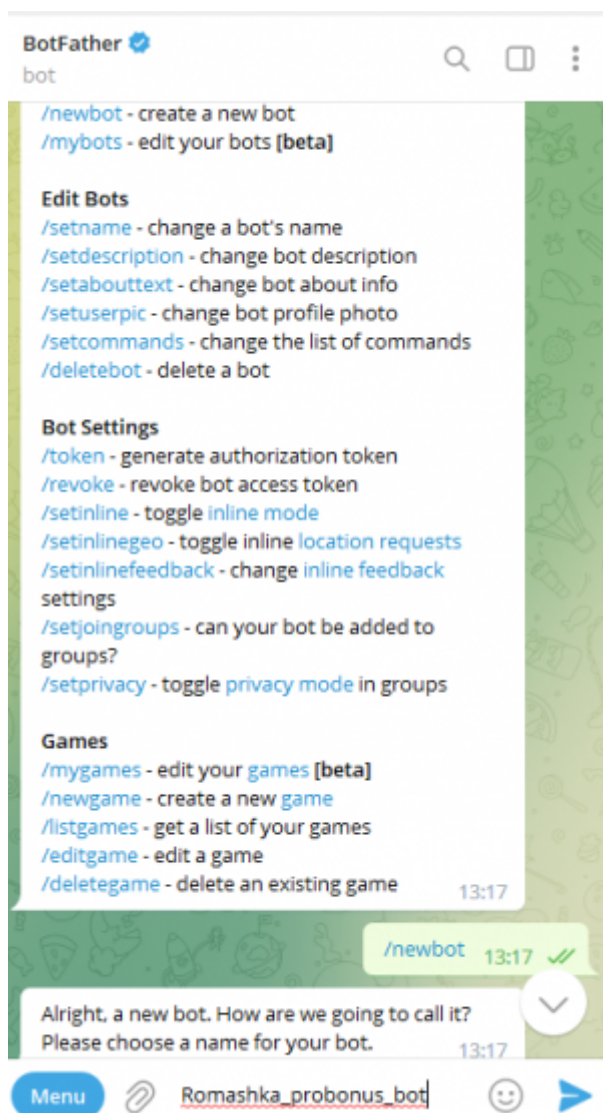 BotFather
bot
/newbot - create a new bot
/mybots - edit your bots [beta]
Edit Bots
/setname - change a bot's name
/setdescription - change bot description
/setabouttext - change bot about info
/setuserpic - change bot profile photo
/setcommands - change the list of commands
/deletebot - delete a bot
Bot Settings
/token - generate authorization token
/revoke - revoke bot access token
/setinline - toggle inline mode
/setinlinegeo - toggle inline location requests
/setinlinefeedback - change inline feedback
settings
/setjoingroups - can your bot be added to
groups?
/setprivacy - toggle privacy mode in groups
Games
/mygames - edit your games [beta]
/newgame - create a new game
/listgames - get a list of your games
/editgame - edit a game
/deletegame - delete an existing game 13:17
/newbot 13:17
Alright, a new bot. How are we going to call it?
Please choose a name for your bot. 13:17
Menu Romashka_probonus_bot